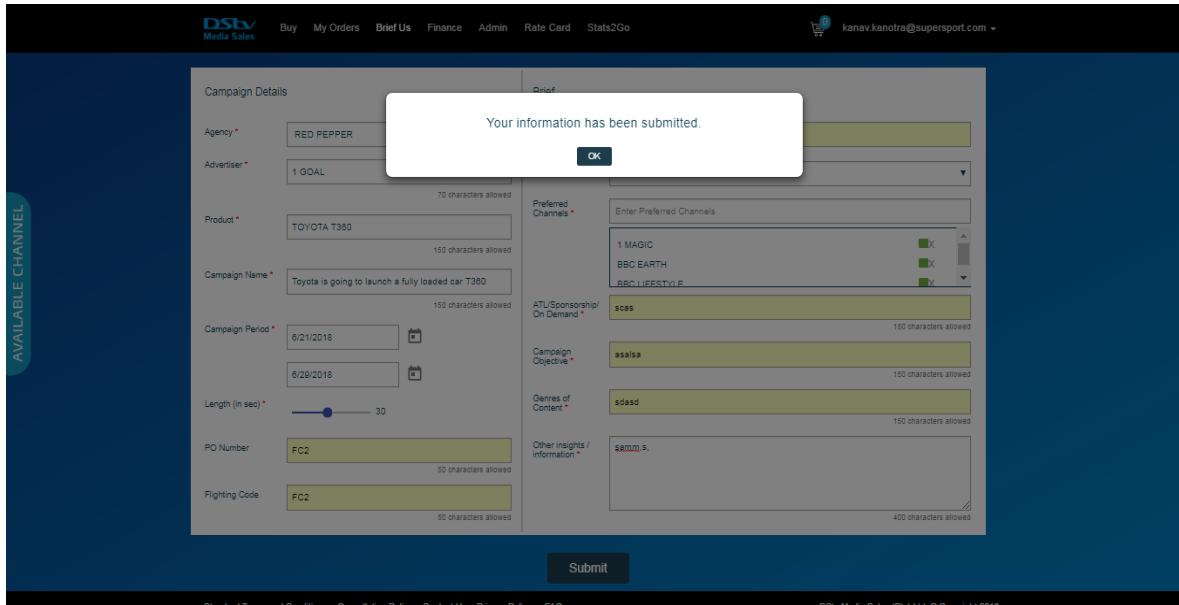 DStv
Media Sales
Buy My Orders Brief Us Finance Admin Rate Card Stats2Go
0
kanav.kanotra@supersport.com
AVAILABLE CHANNEL
Your information has been submitted.
OK
Campaign Details
Agency *
RED PEPPER
Advertiser *
1 GOAL
70 characters allowed
Product *
TOYOTA T360
150 characters allowed
Campaign Name *
Toyota is going to launch a fully loaded car T360
150 characters allowed
Campaign Period *
6/21/2018
6/29/2018
Length (in sec) *
30
PO Number
FC2
50 characters allowed
Flighting Code
FC2
50 characters allowed
Brief
Preferred
Channels *
Enter Preferred Channels
1 MAGIC X
BBC EARTH X
BBC LIFESTYLE X
ATL/Sponsorship/
On Demand *
scas
150 characters allowed
Campaign
Objective *
asalsa
150 characters allowed
Genres of
Content *
sdasd
150 characters allowed
Other insights /
information *
samm.s.
400 characters allowed
Submit